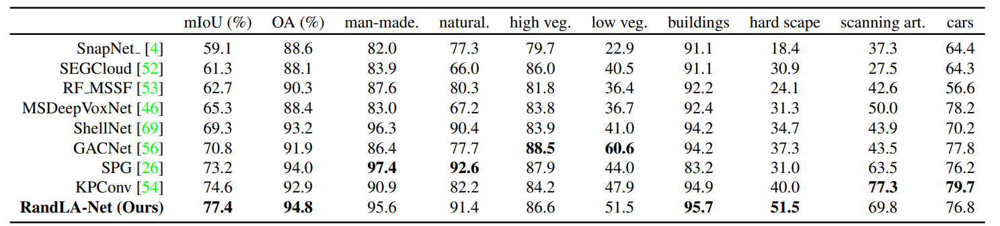 mIoU (%) OA (%) man-made. natural. high veg. low veg. buildings hard scape scanning art. cars
SnapNet_ [4] 59.1 88.6 82.0 77.3 79.7 22.9 91.1 18.4 37.3 64.4
SEGCloud [52] 61.3 88.1 83.9 66.0 86.0 40.5 91.1 30.9 27.5 64.3
RF_MSSF [53] 62.7 90.3 87.6 80.3 81.8 36.4 92.2 24.1 42.6 56.6
MSDeepVoxNet [46] 65.3 88.4 83.0 67.2 83.8 36.7 92.4 31.3 50.0 78.2
ShellNet [69] 69.3 93.2 96.3 90.4 83.9 41.0 94.2 34.7 43.9 70.2
GACNet [56] 70.8 91.9 86.4 77.7 88.5 60.6 94.2 37.3 43.5 77.8
SPG [26] 73.2 94.0 97.4 92.6 87.9 44.0 83.2 31.0 63.5 76.2
KPConv [54] 74.6 92.9 90.9 82.2 84.2 47.9 94.9 40.0 77.3 79.7
RandLA-Net (Ours) 77.4 94.8 95.6 91.4 86.6 51.5 95.7 51.5 69.8 76.8